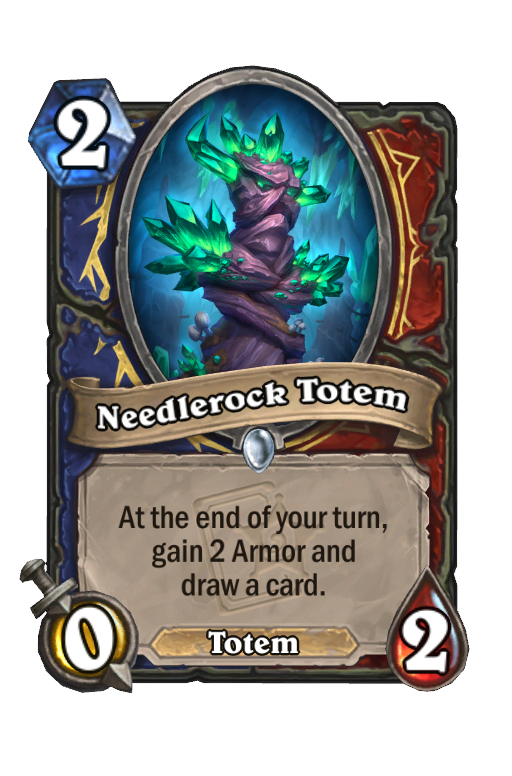 2
Needlerock Totem
At the end of your turn,
gain 2 Armor and
draw a card.
Totem
0
2